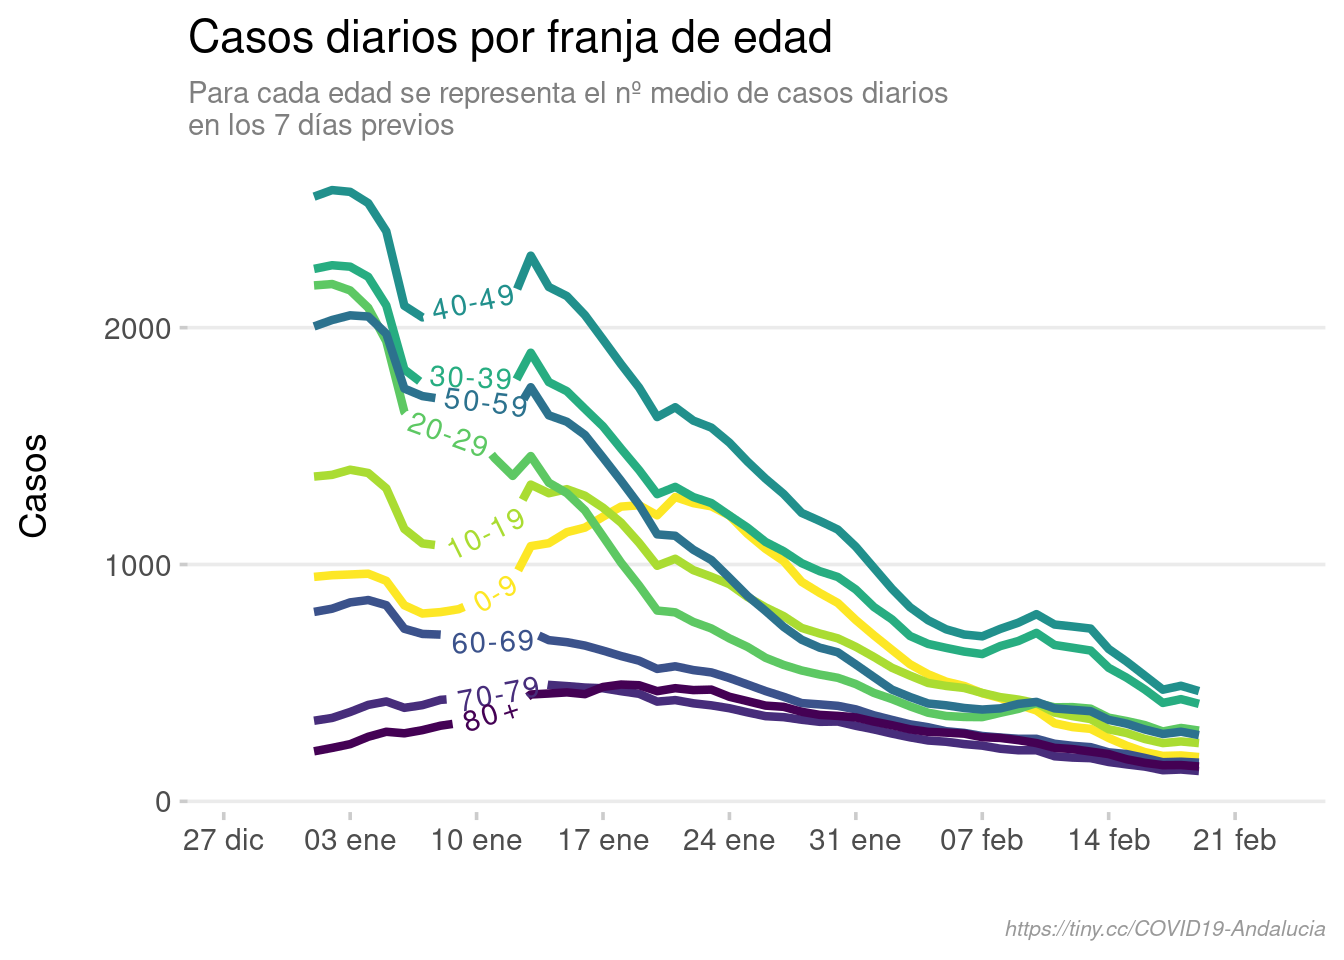 Casos diarios por franja de edad
Para cada edad se representa el nº medio de casos diarios
en los 7 días previos
Casos
2000
1000
0
40-49
30-39
50-59
20-29
10-19
0-9
60-69
70-79
80+
27 dic 03 ene 10 ene 17 ene 24 ene 31 ene 07 feb 14 feb 21 feb
https://tiny.cc/COVID19-Andalucia